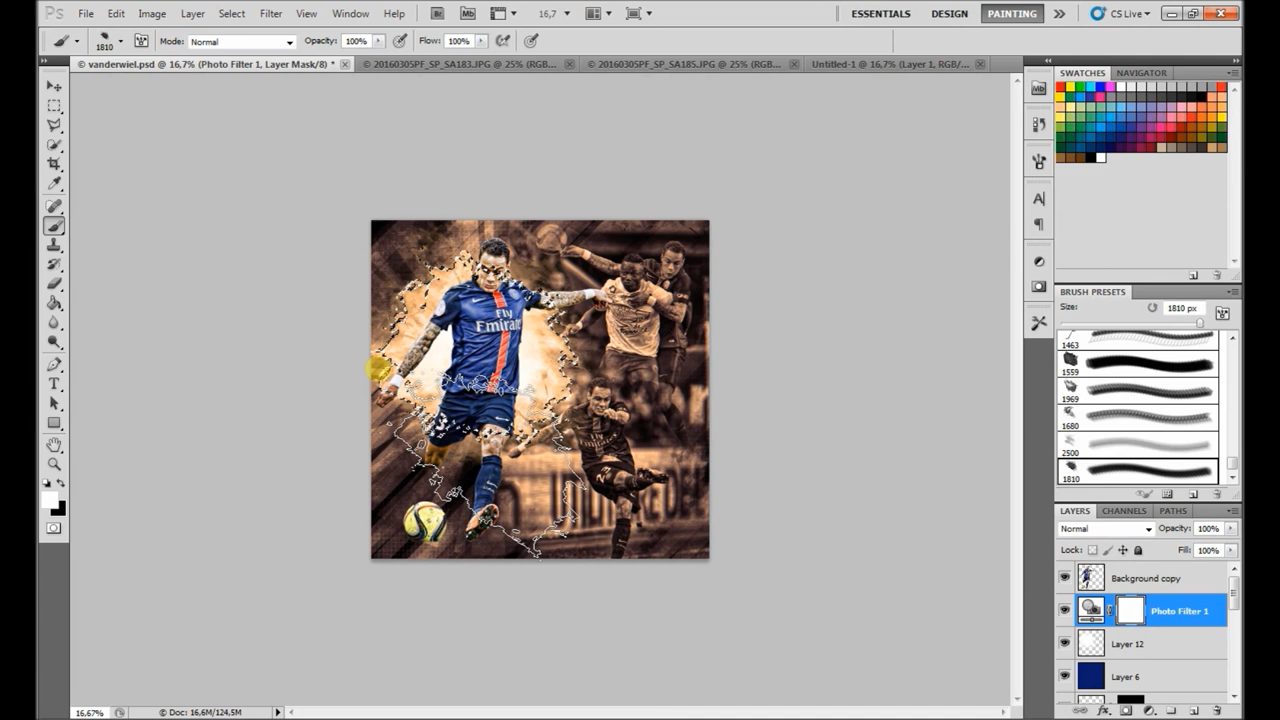 Ps File Edit Image Layer Select Filter Analysis 3D View Window Help Br Mb 16,7 ESSENTIALS DESIGN PAINTING CS Live
1810 Mode: Normal Opacity: 100% Flow: 100%
vanderwiel.psd @ 16,7% (Photo Filter 1, Layer Mask/8) * 20160305PF_SP_SA183.JPG @ 25% (RGB... 20160305PF_SP_SA185.JPG @ 25% (RGB... Untitled-1 @ 16,7% (Layer 1, RGB/...
SWATCHES NAVIGATOR
Mb
BRUSH PRESETS
Size: 1810 px
1463
1559
1969
1680
2500
1810
Fly
Emirates
LAYERS CHANNELS PATHS
Normal Opacity: 100%
Lock: Fill: 100%
Background copy
Photo Filter 1
Layer 12
Layer 6
16,67% Doc: 16,6M/124,5M